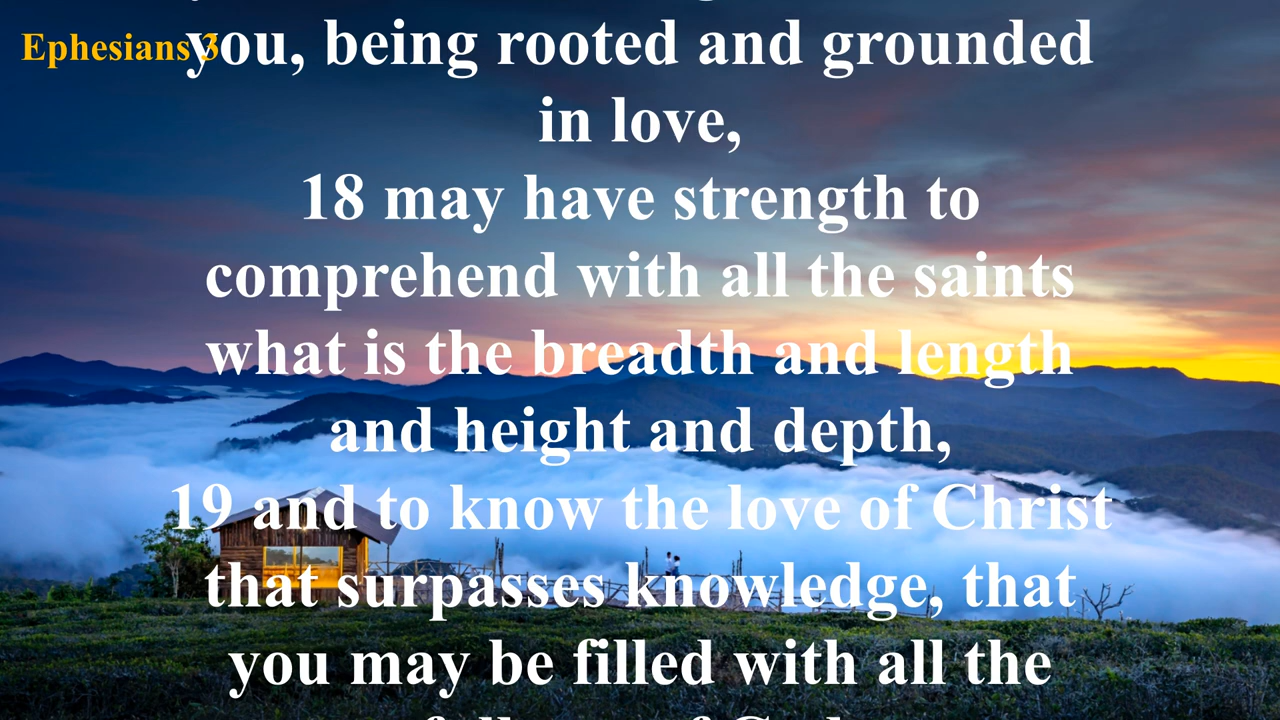 Ephesians 3
you, being rooted and grounded
in love,
18 may have strength to
comprehend with all the saints
what is the breadth and length
and height and depth,
19 and to know the love of Christ
that surpasses knowledge, that
you may be filled with all the